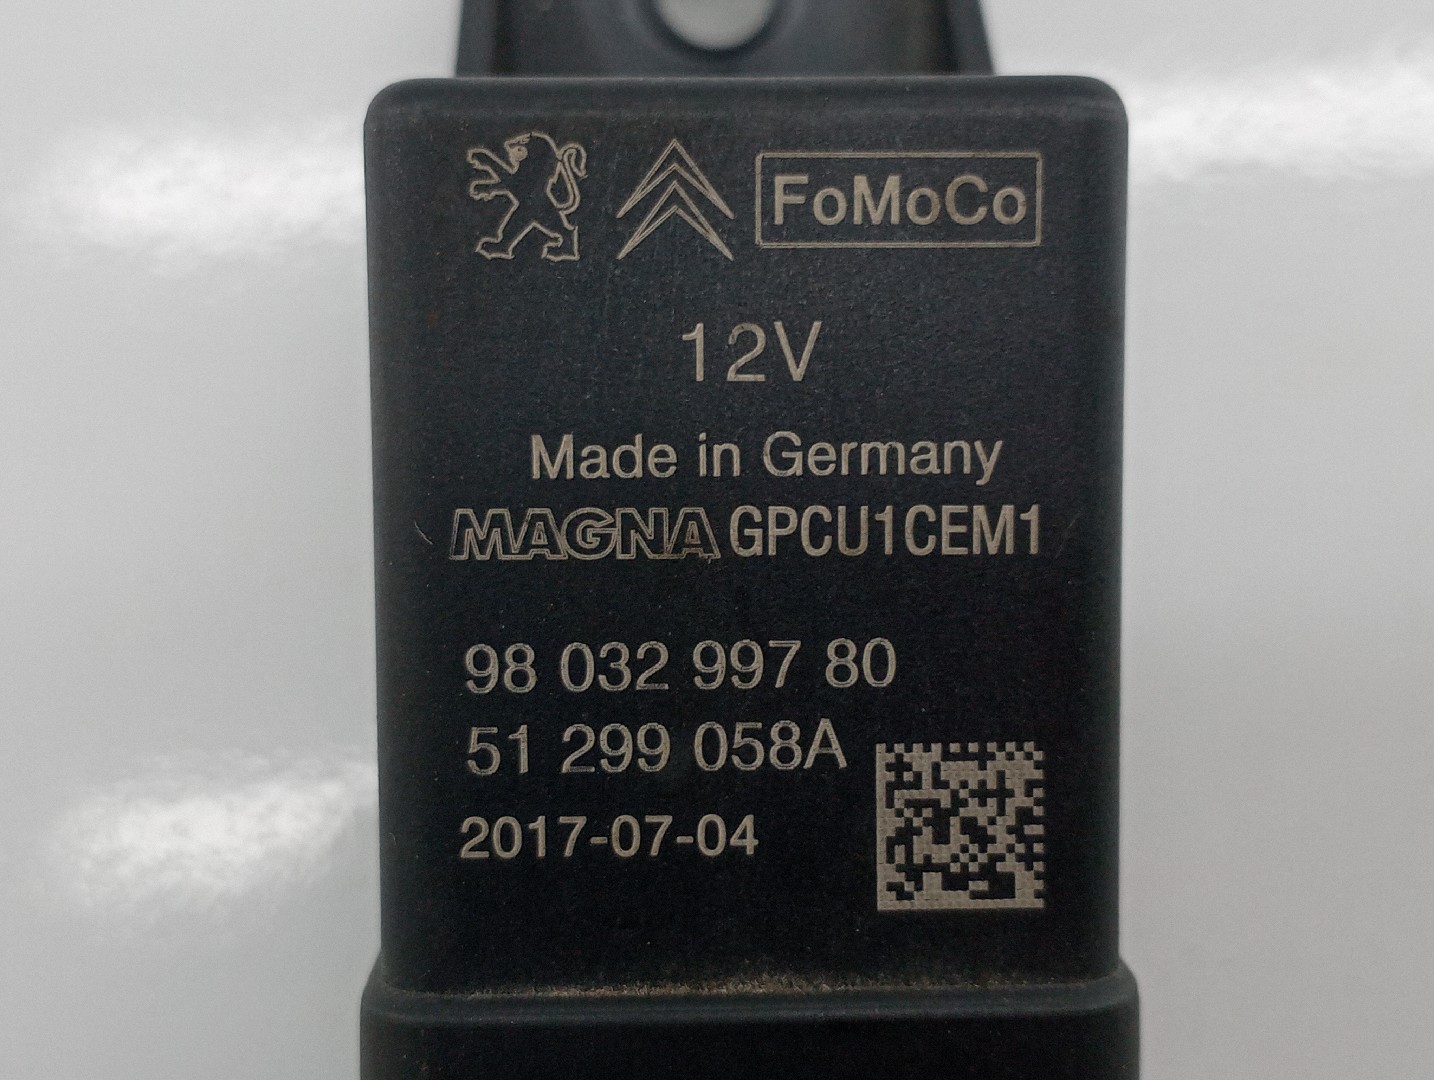 FoMoCo
12V
Made in Germany
MAGNA GPCU1CEM1
98 032 997 80
51 299 058A
2017-07-04